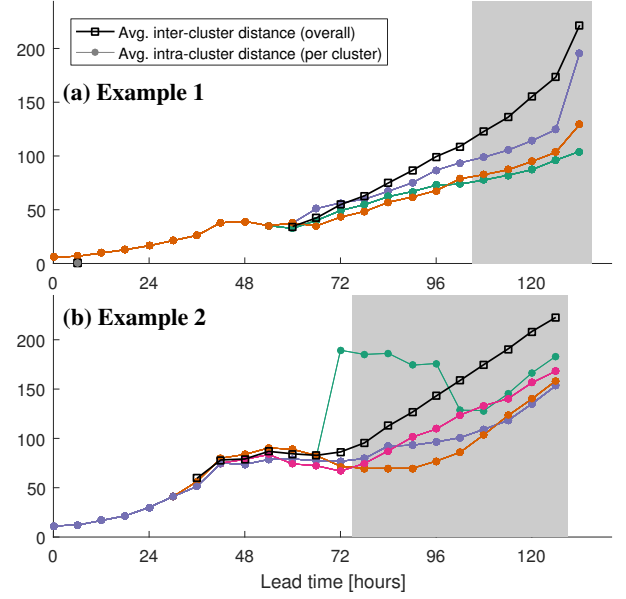 Avg. inter-cluster distance (overall)
Avg. intra-cluster distance (per cluster)
(a) Example 1
200
150
100
50
0
0 24 48 72 96 120
(b) Example 2
200
150
100
50
0
0 24 48 72 96 120
Lead time [hours]